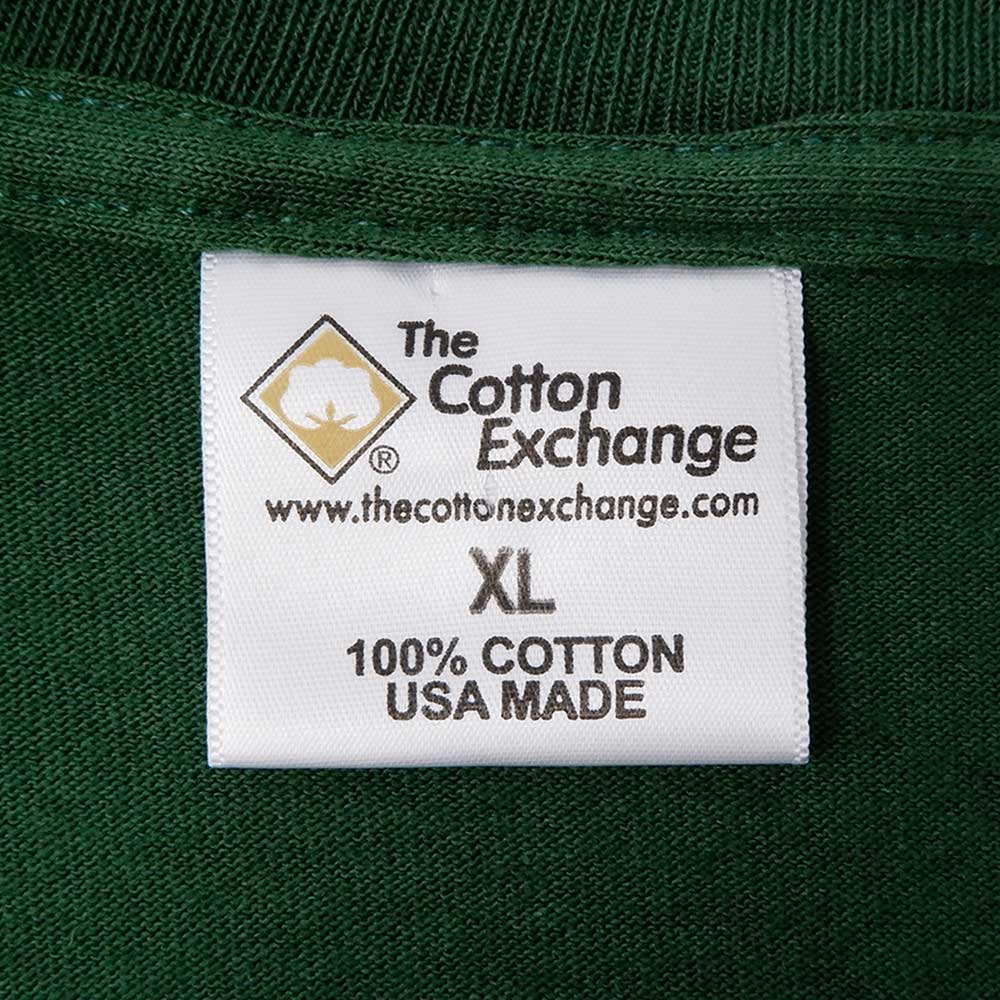 The
Cotton
Exchange
®
www.thecottonexchange.com
XL
100% COTTON
USA MADE